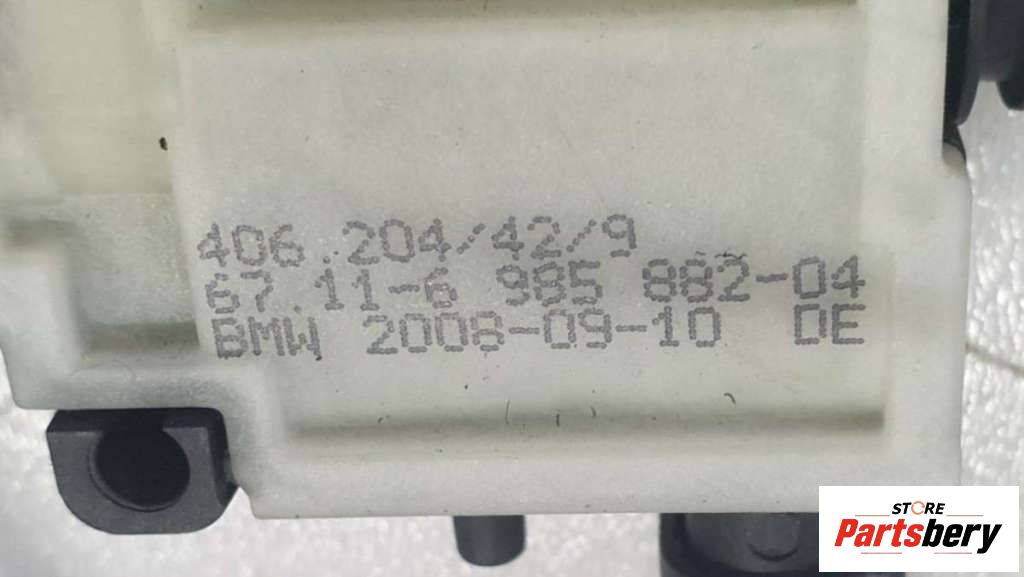 406.204/42/9
67.11-6 985 882-04
BMW 2008-09-10 DE
STORE
Partsbery